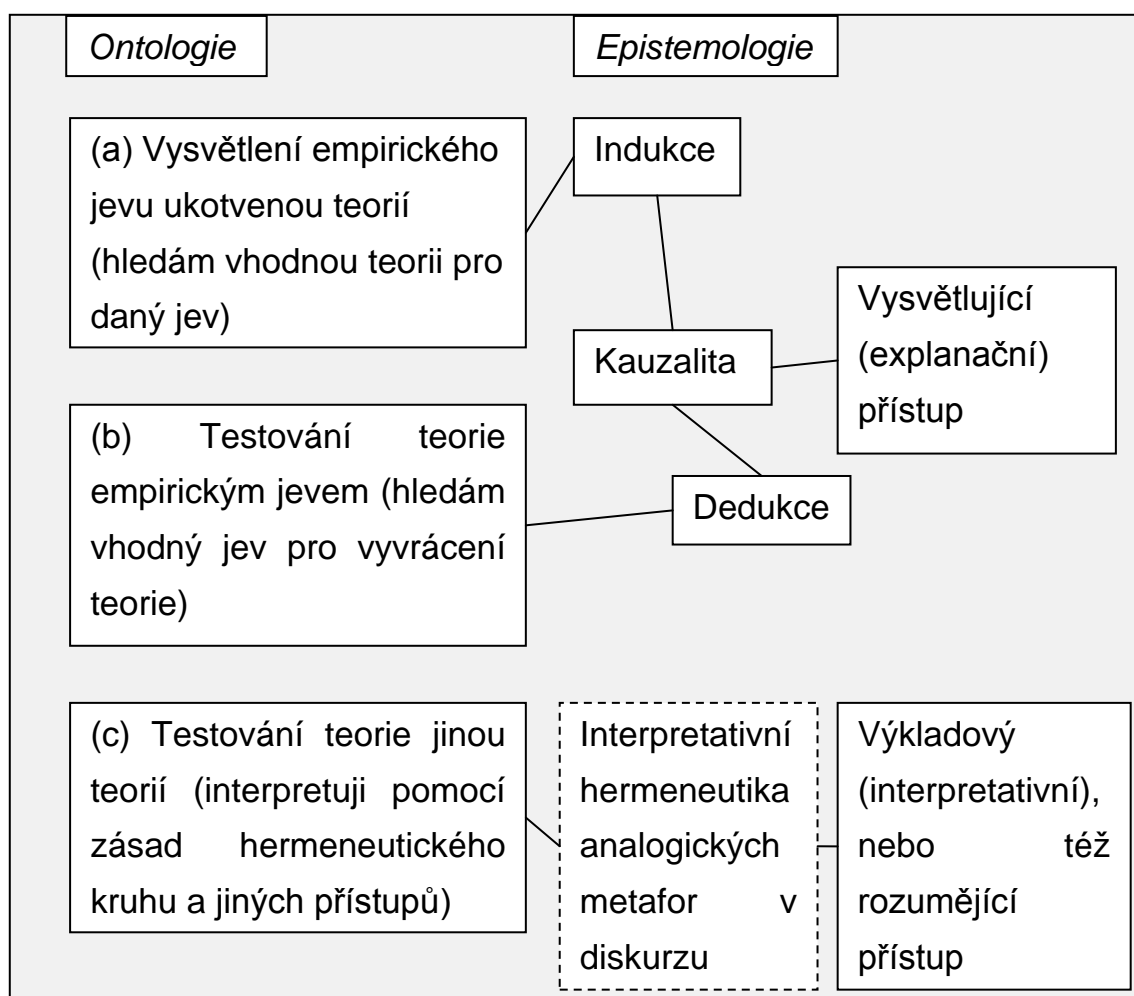 Ontologie
Epistemologie
(a) Vysvětlení empirického
jevu ukotvenou teorií
(hledám vhodnou teorii pro
daný jev)
Indukce
Kauzalita
Vysvětlující
(explanační)
přístup
(b) Testování teorie
empirickým jevem (hledám
vhodný jev pro vyvrácení
teorie)
Dedukce
(c) Testování teorie jinou
teorií (interpretuji pomocí
zásad hermeneutického
kruhu a jiných přístupů)
Interpretativní
hermeneutika
analogických
metafor v
diskurzu
Výkladový
(interpretativní),
nebo též
rozumějící
přístup